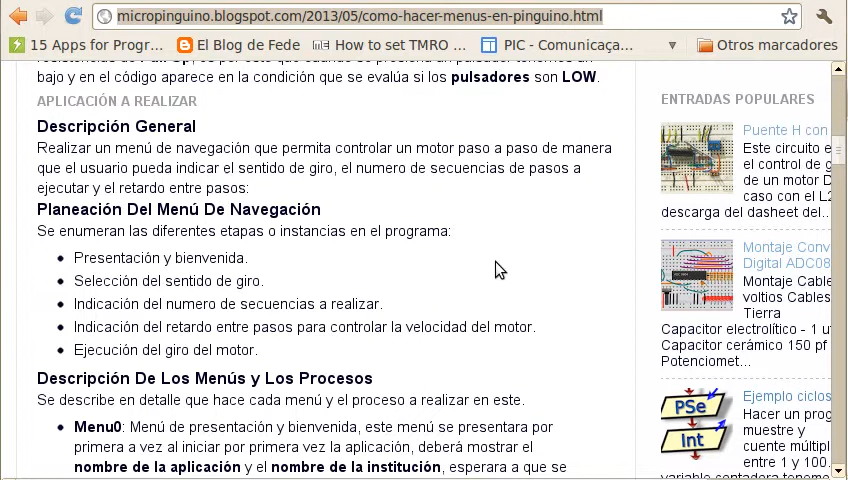 micropinguino.blogspot.com/2013/05/como-hacer-menus-en-pinguino.html
15 Apps for Progr... El Blog de Fede How to set TMRO ... PIC - Comunicaça... Otros marcadores
bajo y en el código aparece en la condición que se evalúa si los pulsadores son LOW.
APLICACIÓN A REALIZAR
Descripción General
Realizar un menú de navegación que permita controlar un motor paso a paso de manera
que el usuario pueda indicar el sentido de giro, el numero de secuencias de pasos a
ejecutar y el retardo entre pasos:
Planeación Del Menú De Navegación
Se enumeran las diferentes etapas o instancias en el programa:
Presentación y bienvenida.
Selección del sentido de giro.
Indicación del numero de secuencias a realizar.
Indicación del retardo entre pasos para controlar la velocidad del motor.
Ejecución del giro del motor.
Descripción De Los Menús y Los Procesos
Se describe en detalle que hace cada menú y el proceso a realizar en este.
Menu0: Menú de presentación y bienvenida, este menú se presentara por
primera a vez al iniciar por primera vez la aplicación, deberá mostrar el
nombre de la aplicación y el nombre de la institución, esperara a que se
ENTRADAS POPULARES
Puente H con
Este circuito e
el control de g
de un motor D
caso con el L2
descarga del dasheet del...
Montaje Conv
Digital ADC08
Montaje Cable
voltios Cables
Tierra
Capacitor electrolítico - 1 u
Capacitor cerámico 150 pf
Potenciomet...
PSe
Int
Ejemplo ciclos
Hacer un prog
muestre y
cuente múltipl
entre 1 y 100.
variable contadora tenemo